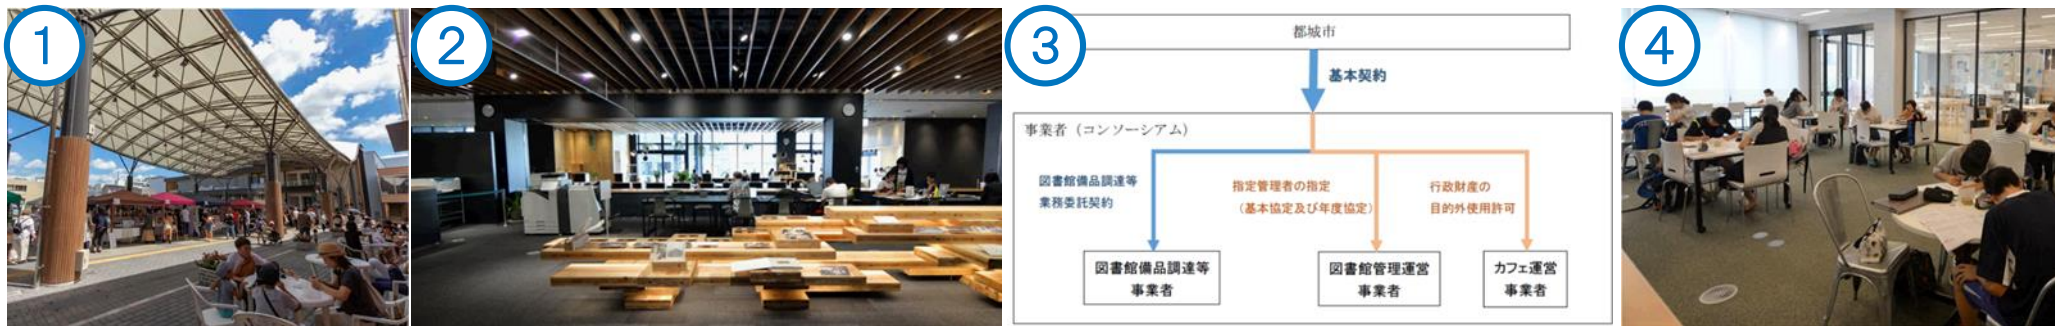 ①
②
③
都城市
基本契約
事業者（コンソーシアム）
図書館備品調達等
業務委託契約
指定管理者の指定
（基本協定及び年度協定）
行政財産の
目的外使用許可
図書館備品調達等
事業者
図書館管理運営
事業者
カフェ運営
事業者
④